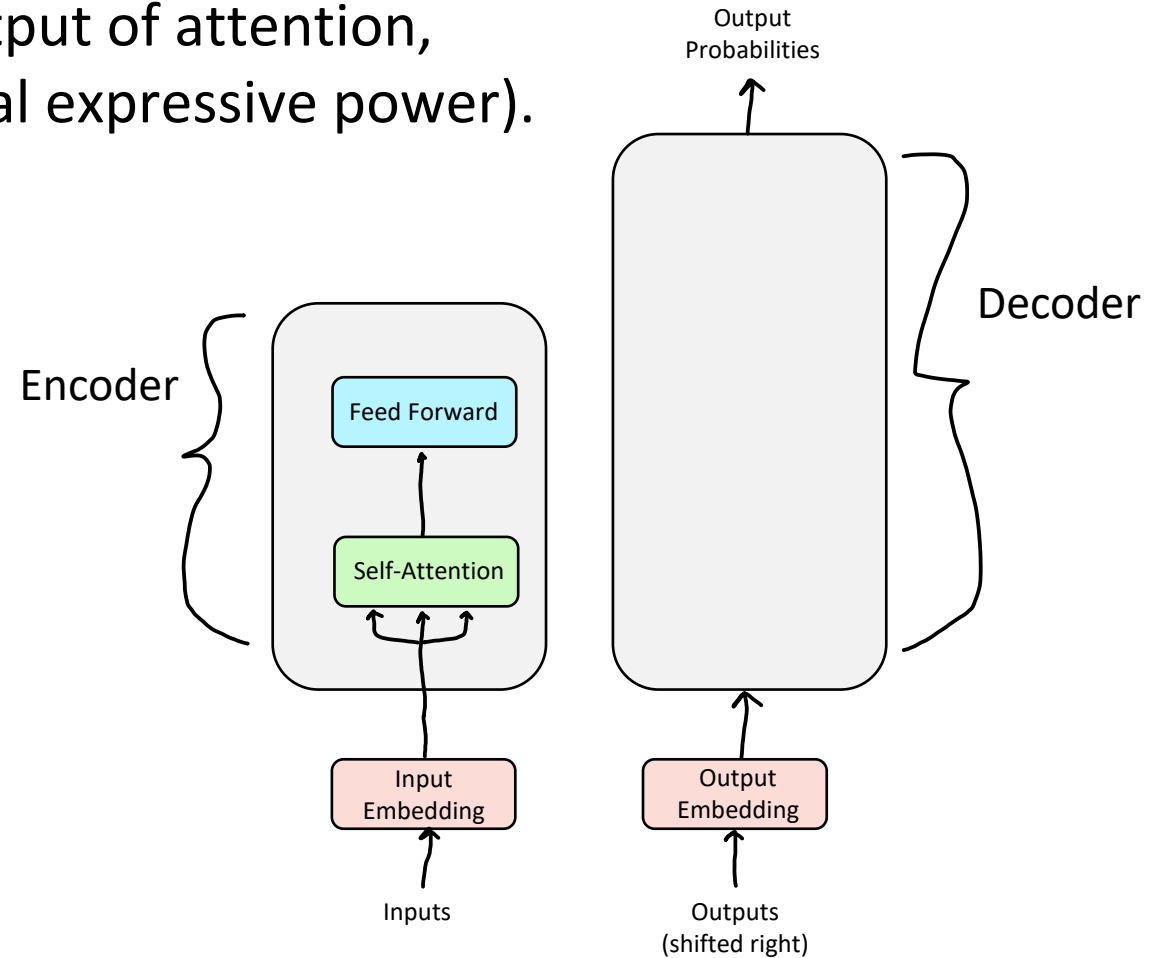 put of attention,
al expressive power).
Output
Probabilities
Decoder
Encoder
Feed Forward
Self-Attention
Input
Embedding
Output
Embedding
Inputs
Outputs
(shifted right)